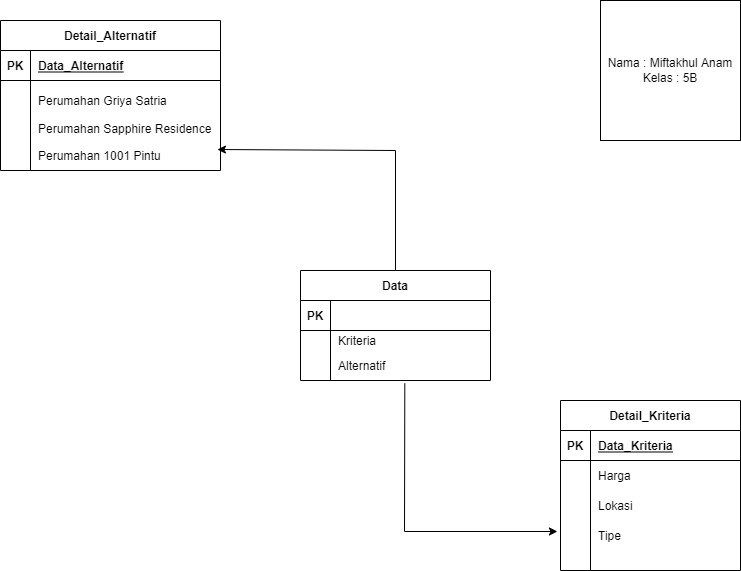 Detail_Alternatif
PK Data_Alternatif
Perumahan Griya Satria
Perumahan Sapphire Residence
Perumahan 1001 Pintu
Nama : Miftakhul Anam
Kelas : 5B
Data
PK
Kriteria
Alternatif
Detail_Kriteria
PK Data_Kriteria
Harga
Lokasi
Tipe